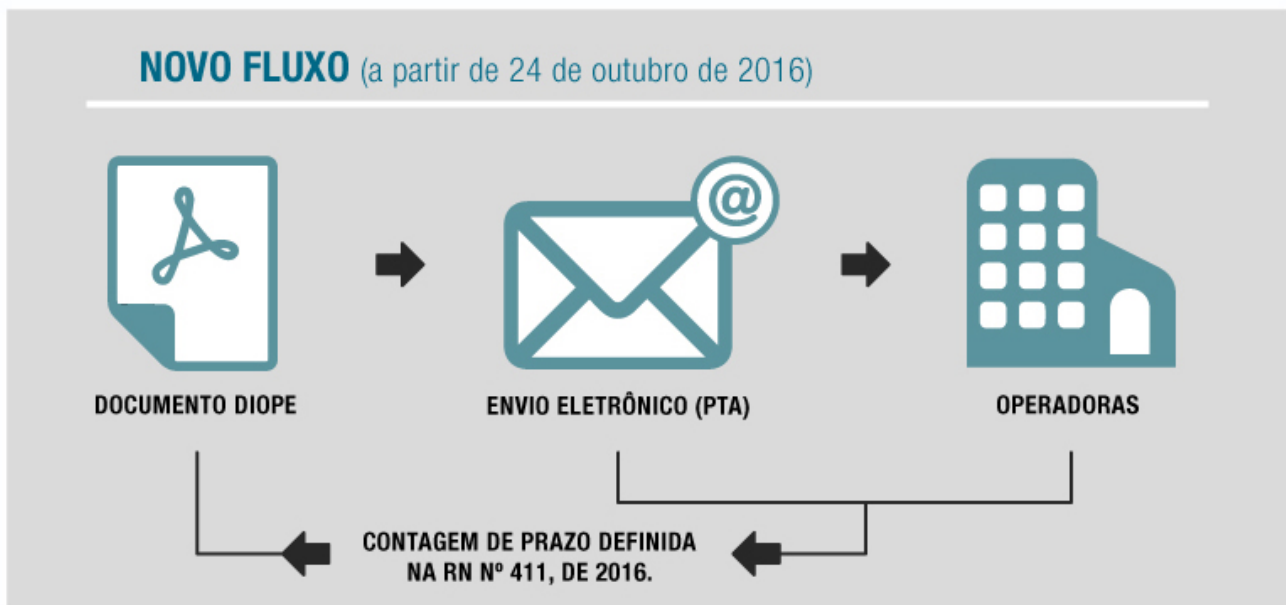 NOVO FLUXO (a partir de 24 de outubro de 2016)
@
DOCUMENTO DIOPE
ENVIO ELETRÔNICO (PTA)
OPERADORAS
CONTAGEM DE PRAZO DEFINIDA
NA RN Nº 411, DE 2016.